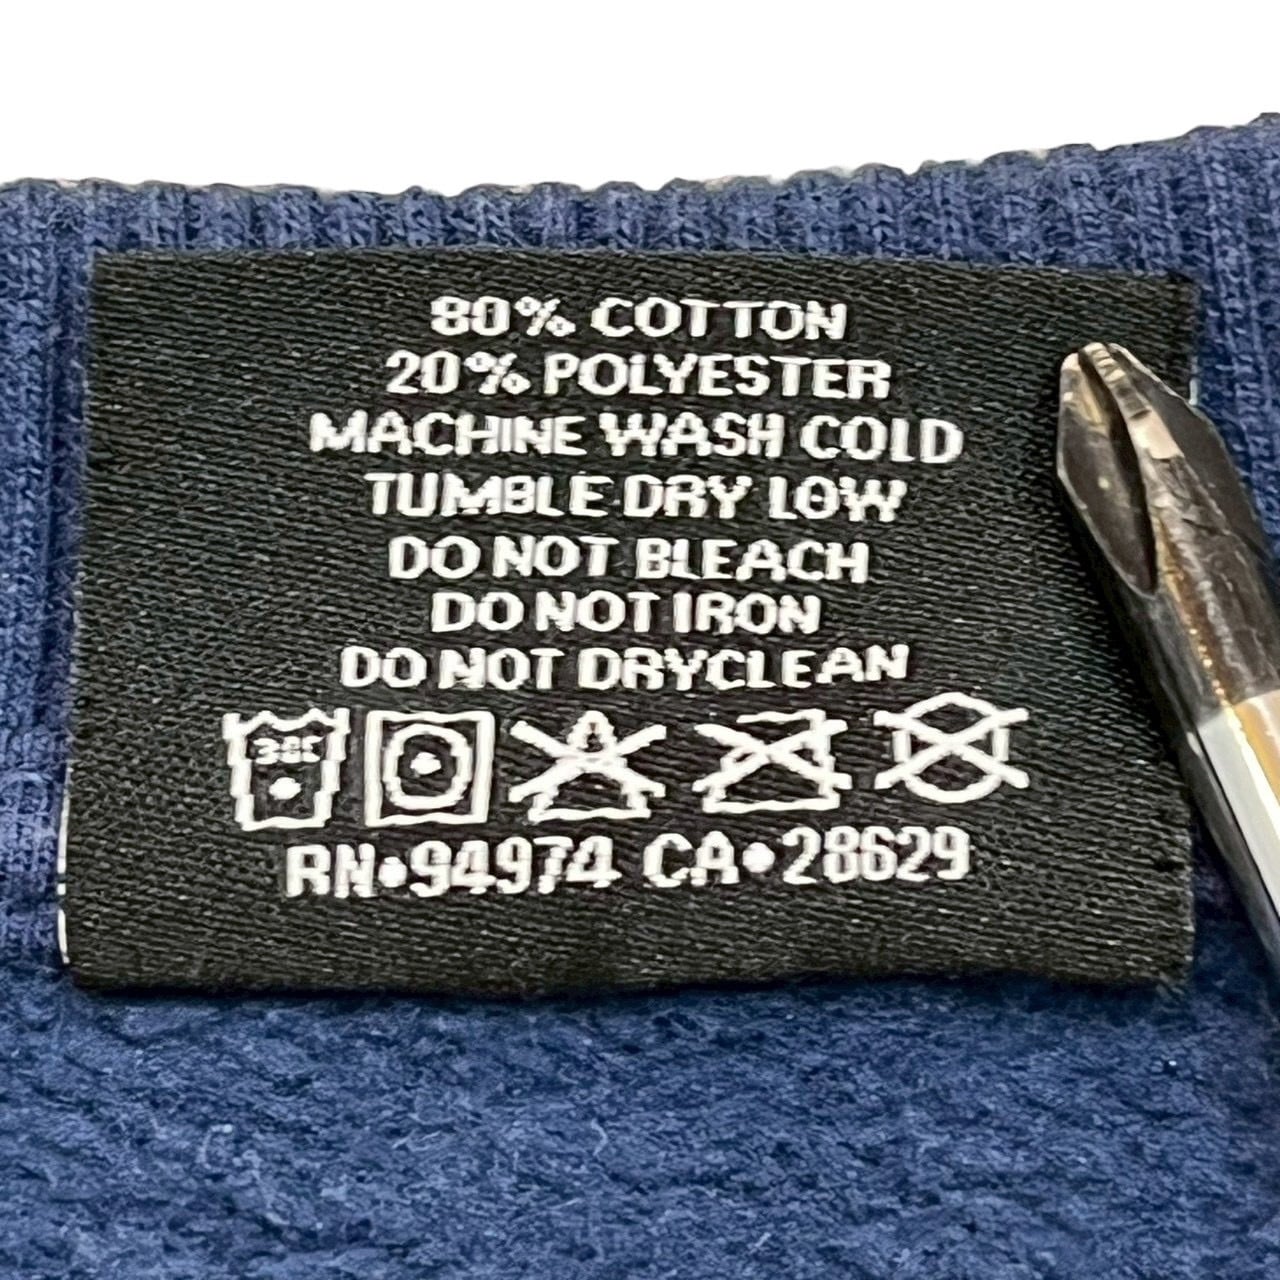 80% COTTON
20% POLYESTER
MACHINE WASH COLD
TUMBLE DRY LOW
DO NOT BLEACH
DO NOT IRON
DO NOT DRYCLEAN
RN•94974 CA•28629